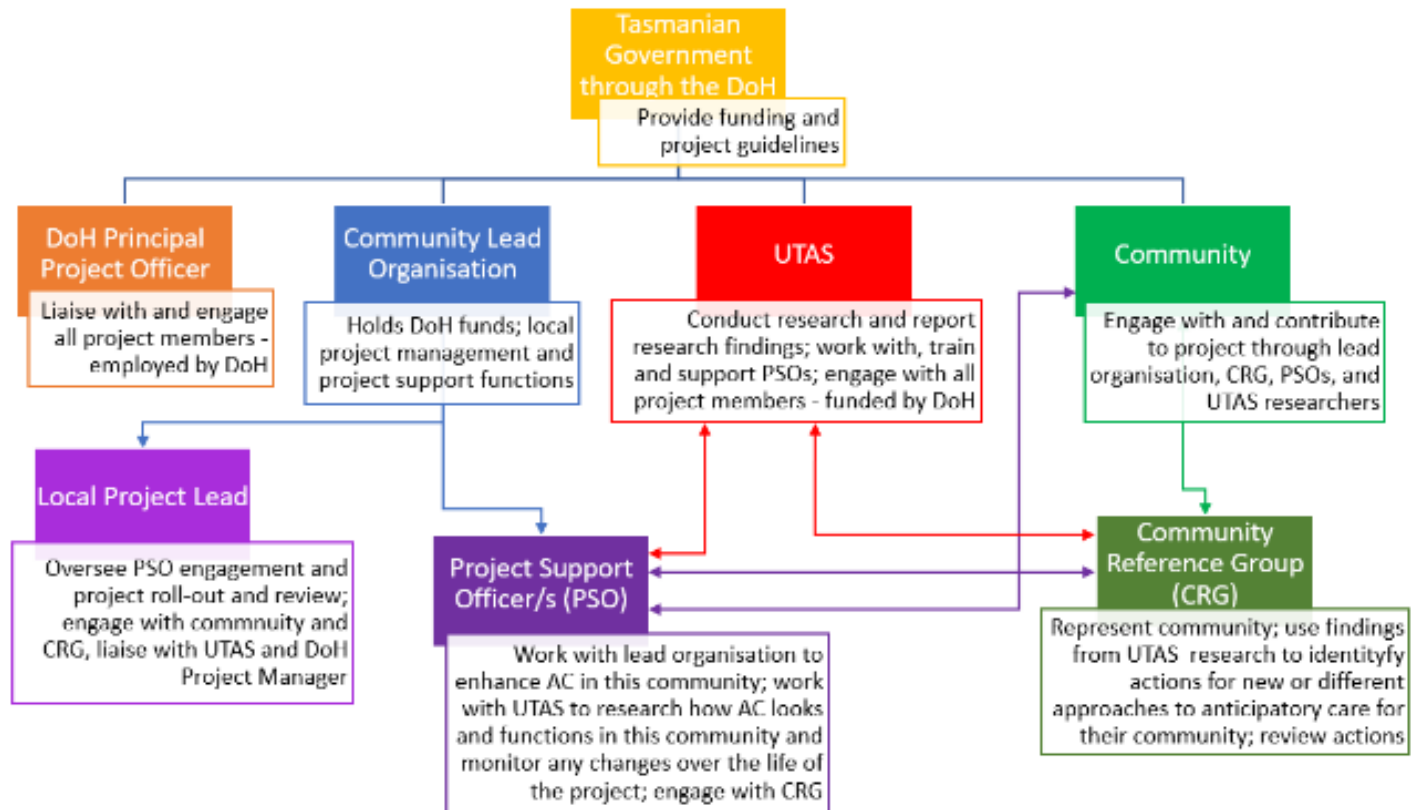 Tasmanian
Government
through the DoH
Provide funding and
project guidelines
DoH Principal
Project Officer
Liaise with and engage
all project members -
employed by DoH
Community Lead
Organisation
Holds DoH funds; local
project management and
project support functions
UTAS
Conduct research and report
research findings; work with, train
and support PSOs; engage with all
project members - funded by DoH
Community
Engage with and contribute
to project through lead
organisation, CRG, PSOs, and
UTAS researchers
Local Project Lead
Oversee PSO engagement and
project roll-out and review;
engage with commnuity and
CRG, liaise with UTAS and DoH
Project Manager
Project Support
Officer/s (PSO)
Work with lead organisation to
enhance AC in this community; work
with UTAS to research how AC looks
and functions in this community and
monitor any changes over the life of
the project; engage with CRG
Community
Reference Group
(CRG)
Represent community; use findings
from UTAS research to identityfy
actions for new or different
approaches to anticipatory care for
their community; review actions